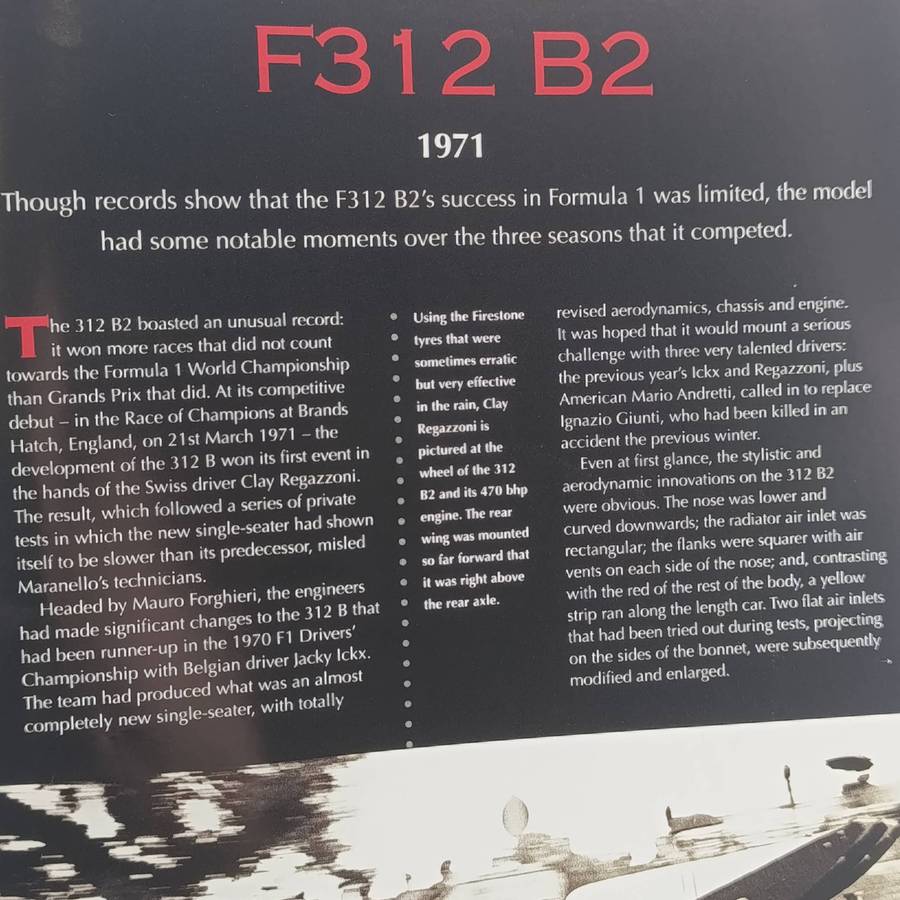 F312 B2
1971
Though records show that the F312 B2's success in Formula 1 was limited, the model
had some notable moments over the three seasons that it competed.
The 312 B2 boasted an unusual record:
it won more races that did not count
towards the Formula 1 World Championship
than Grands Prix that did. At its competitive
debut – in the Race of Champions at Brands
Hatch, England, on 21st March 1971 – the
development of the 312 B won its first event in
the hands of the Swiss driver Clay Regazzoni.
The result, which followed a series of private
tests in which the new single-seater had shown
itself to be slower than its predecessor, misled
Maranello's technicians.
Headed by Mauro Forghieri, the engineers
had made significant changes to the 312 B that
had been runner-up in the 1970 F1 Drivers'
Championship with Belgian driver Jacky Ickx.
The team had produced what was an almost
completely new single-seater, with totally
Using the Firestone
tyres that were
sometimes erratic
but very effective
in the rain, Clay
Regazzoni is
pictured at the
wheel of the 312
B2 and its 470 bhp
engine. The rear
wing was mounted
so far forward that
it was right above
the rear axle.
revised aerodynamics, chassis and engine.
It was hoped that it would mount a serious
challenge with three very talented drivers:
the previous year's Ickx and Regazzoni, plus
American Mario Andretti, called in to replace
Ignazio Giunti, who had been killed in an
accident the previous winter.
Even at first glance, the stylistic and
aerodynamic innovations on the 312 B2
were obvious. The nose was lower and
curved downwards; the radiator air inlet was
rectangular; the flanks were squarer with air
vents on each side of the nose; and, contrasting
with the red of the rest of the body, a yellow
strip ran along the length car. Two flat air inlets
that had been tried out during tests, projecting
on the sides of the bonnet, were subsequently
modified and enlarged.